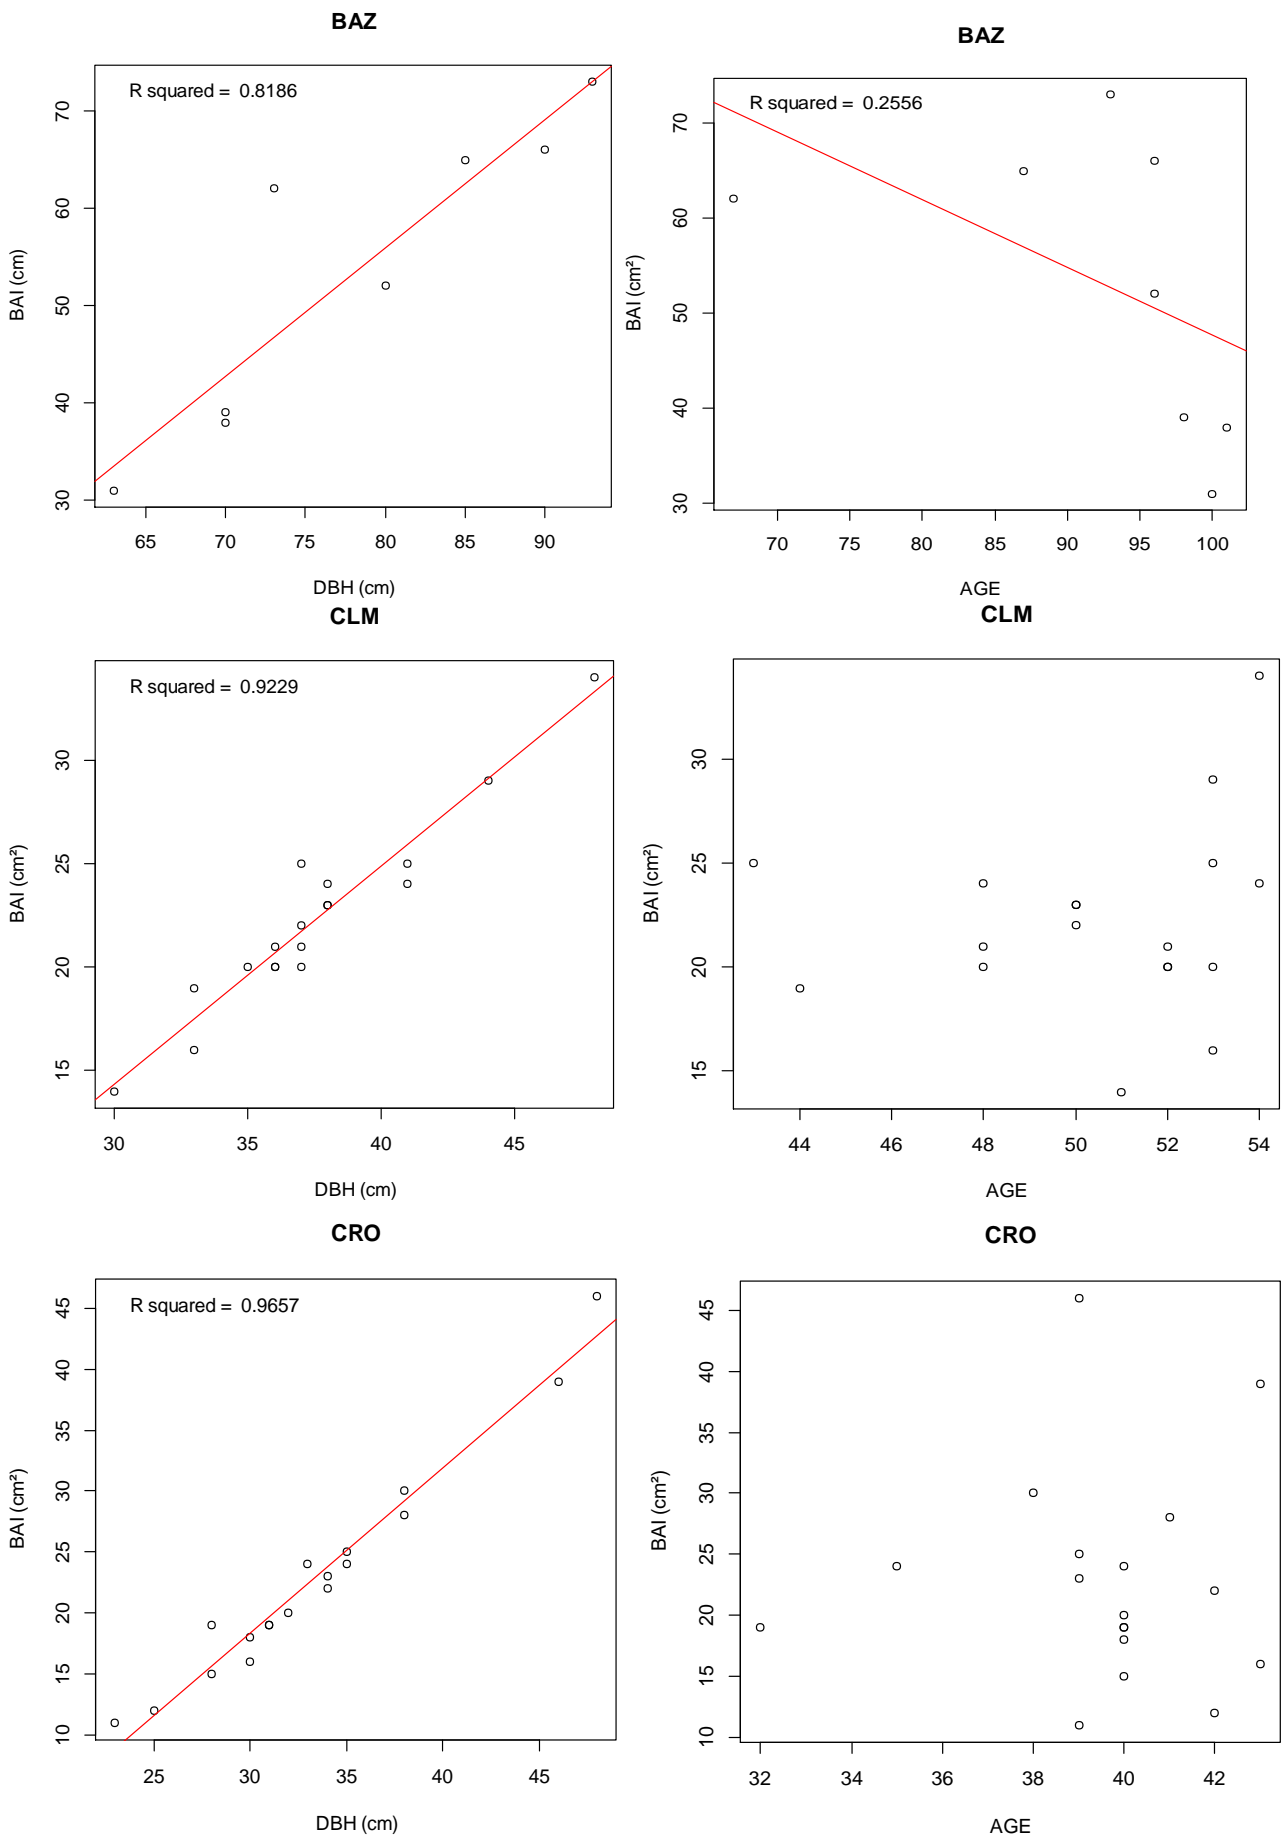 BAZ
R squared = 0.8186
BAI (cm)
30 40 50 60 70
65 70 75 80 85 90
DBH (cm)
BAZ
R squared = 0.2556
BAI (cm²)
30 40 50 60 70
70 75 80 85 90 95 100
AGE
CLM
R squared = 0.9229
BAI (cm²)
15 20 25 30
30 35 40 45
DBH (cm)
CLM
BAI (cm²)
15 20 25 30
44 46 48 50 52 54
AGE
CRO
R squared = 0.9657
BAI (cm²)
10 15 20 25 30 35 40 45
25 30 35 40 45
DBH (cm)
CRO
BAI (cm²)
10 15 20 25 30 35 40 45
32 34 36 38 40 42
AGE